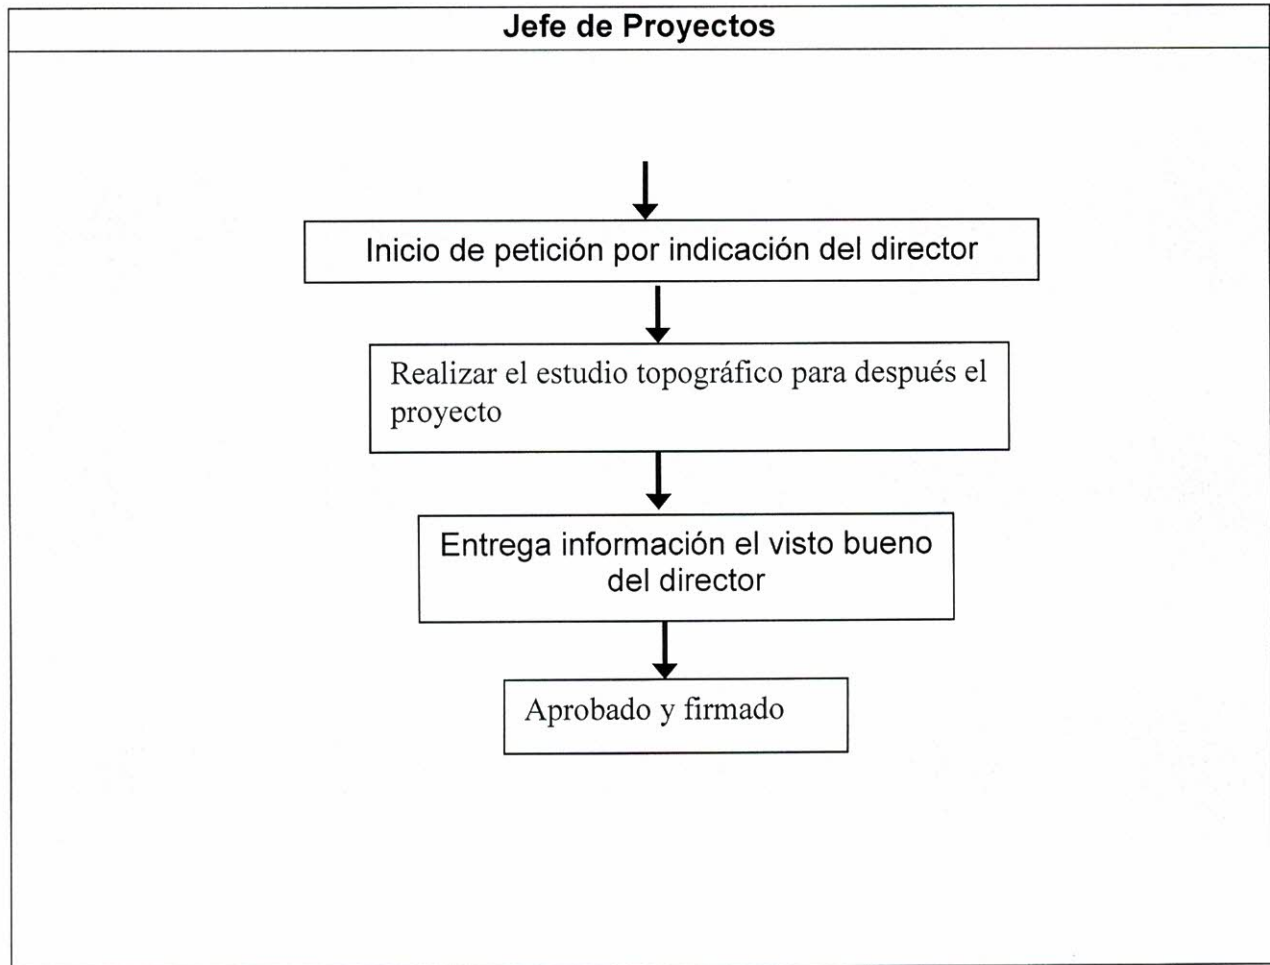 Jefe de Proyectos
Inicio de petición por indicación del director
Realizar el estudio topográfico para después el
proyecto
Entrega información el visto bueno
del director
Aprobado y firmado